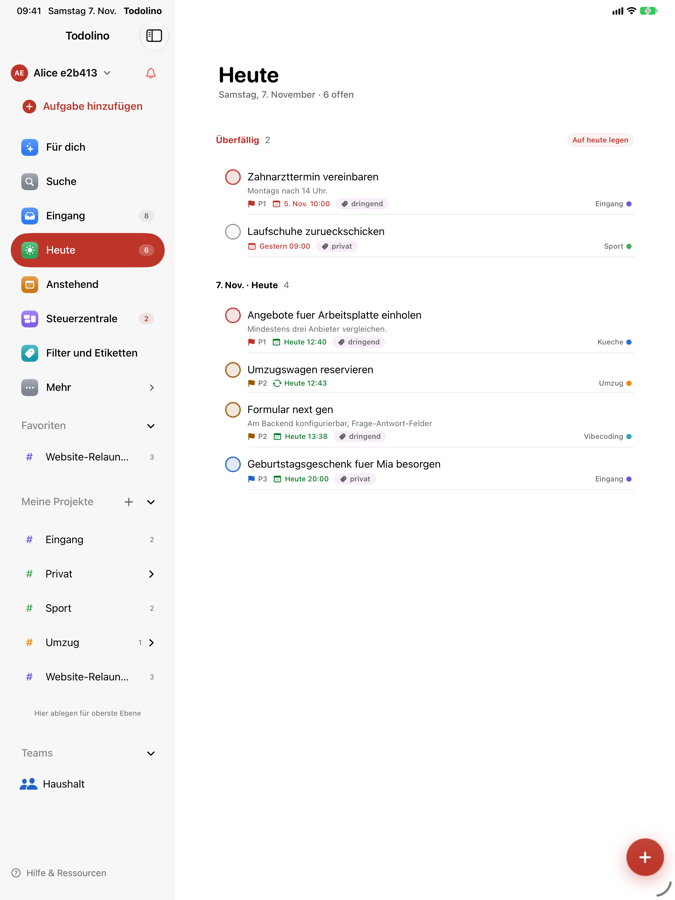 09:41 Samstag 7. Nov. Todolino
Todolino
AE Alice e2b413
Aufgabe hinzufügen
Für dich
Suche
Eingang 8
Heute 6
Anstehend
Steuerzentrale 2
Filter und Etiketten
Mehr
Favoriten
# Website-Relaun... 3
Meine Projekte
# Eingang 2
# Privat
# Sport 2
# Umzug 1
# Website-Relaun... 3
Hier ablegen für oberste Ebene
Teams
Haushalt
Hilfe & Ressourcen
Heute
Samstag, 7. November · 6 offen
Überfällig 2 Auf heute legen
Zahnarzttermin vereinbaren
Montags nach 14 Uhr.
P1 5. Nov. 10:00 dringend Eingang
Laufschuhe zurueckschicken
Gestern 09:00 privat Sport
7. Nov. · Heute 4
Angebote fuer Arbeitsplatte einholen
Mindestens drei Anbieter vergleichen.
P1 Heute 12:40 dringend Kueche
Umzugswagen reservieren
P2 Heute 12:43 Umzug
Formular next gen
Am Backend konfigurierbar, Frage-Antwort-Felder
P2 Heute 13:38 dringend Vibecoding
Geburtstagsgeschenk fuer Mia besorgen
P3 Heute 20:00 privat Eingang